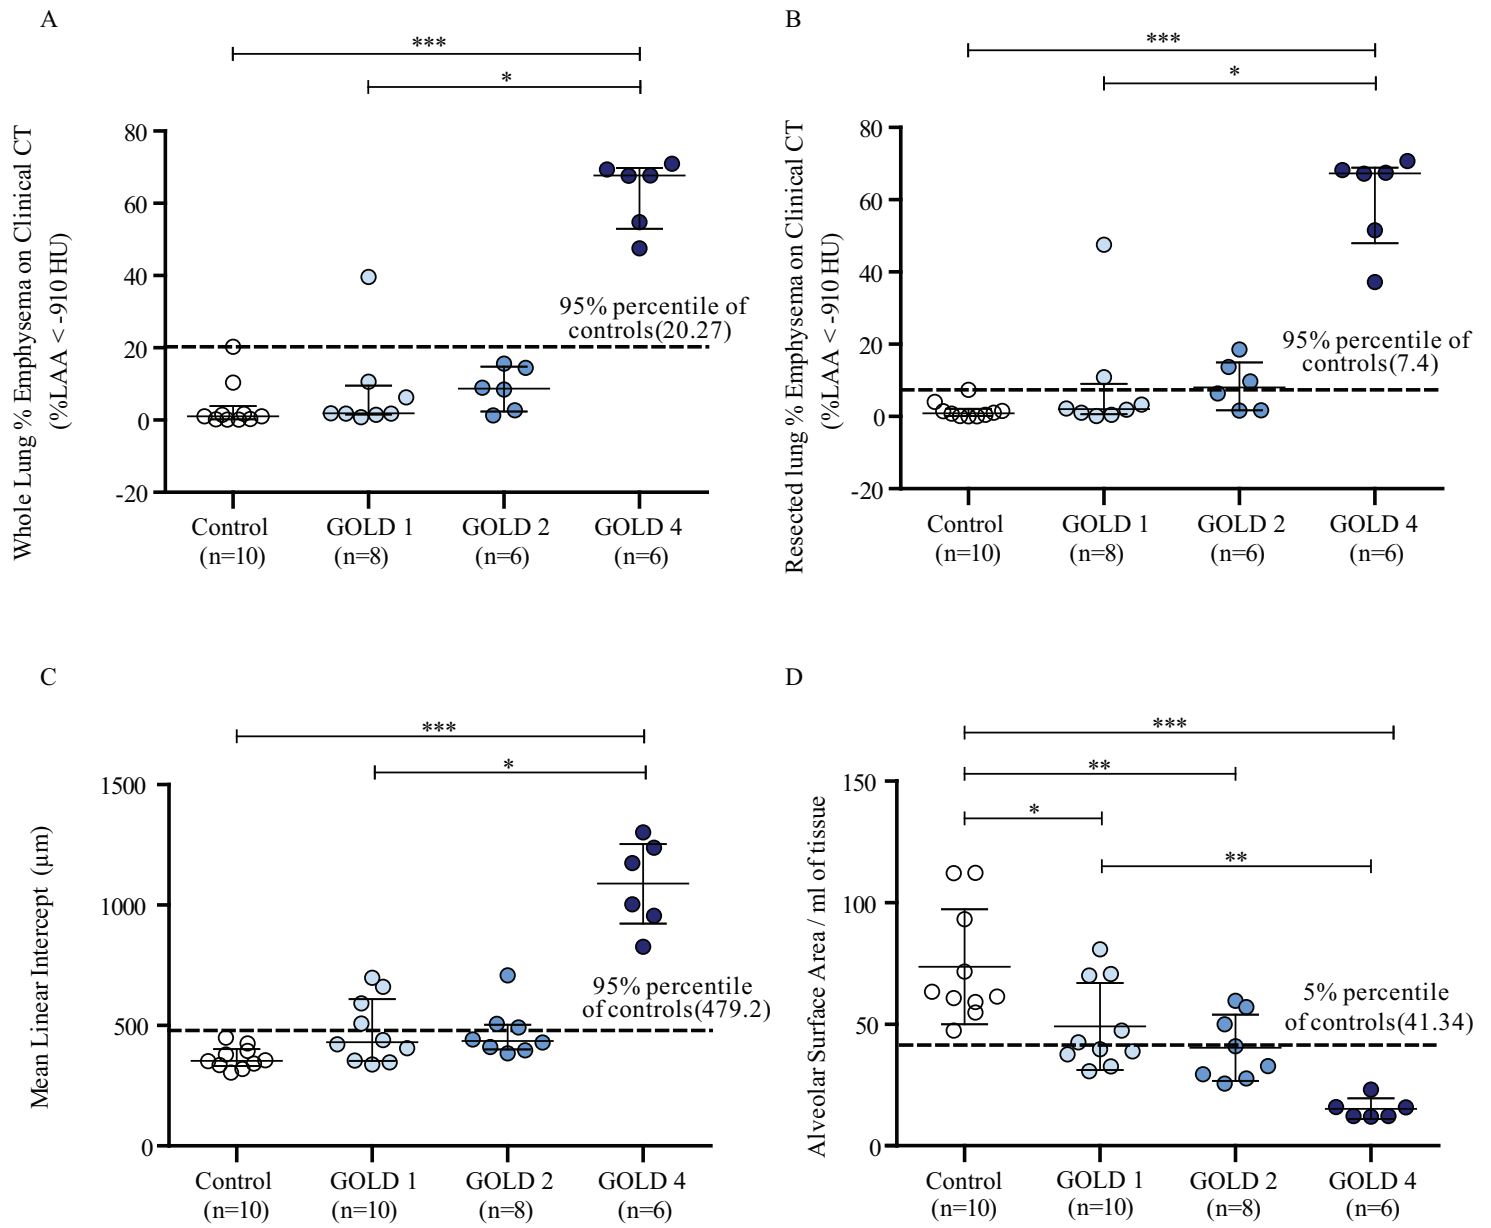 A
***
*
Whole Lung % Emphysema on Clinical CT
(%LAA < -910 HU)
80
60
40
20
0
-20
95% percentile of
controls(20.27)
Control
(n=10)
GOLD 1
(n=8)
GOLD 2
(n=6)
GOLD 4
(n=6)
B
***
*
Resected lung % Emphysema on Clinical CT
(%LAA < -910 HU)
80
60
40
20
0
-20
95% percentile of
controls(7.4)
Control
(n=10)
GOLD 1
(n=8)
GOLD 2
(n=6)
GOLD 4
(n=6)
C
***
*
Mean Linear Intercept (µm)
1500
1000
500
0
95% percentile
of controls(479.2)
Control
(n=10)
GOLD 1
(n=10)
GOLD 2
(n=8)
GOLD 4
(n=6)
D
***
**
*
**
Alveolar Surface Area / ml of tissue
150
100
50
0
5% percentile
of controls(41.34)
Control
(n=10)
GOLD 1
(n=10)
GOLD 2
(n=8)
GOLD 4
(n=6)